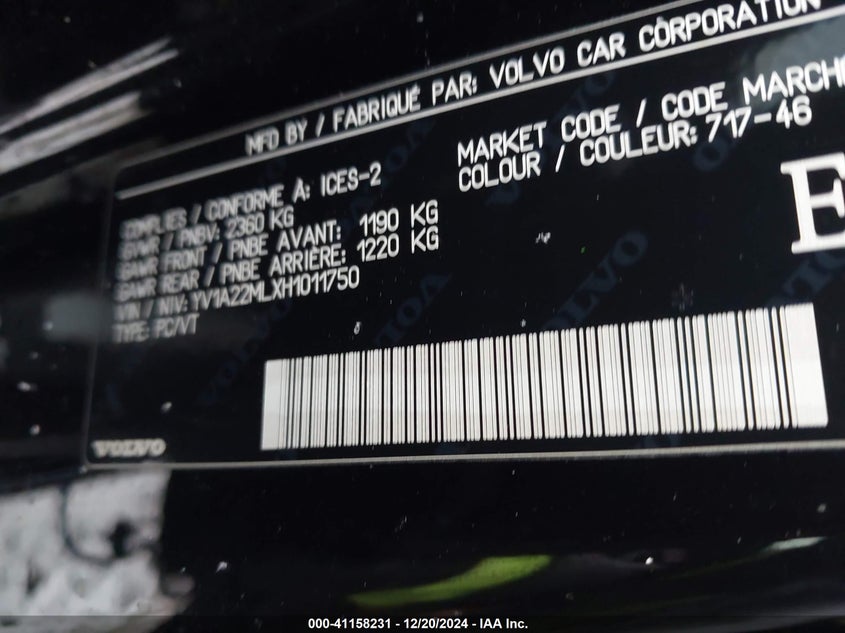 MFD BY / FABRIQUÉ PAR: VOLVO CAR CORPORATION
MARKET CODE / CODE MARCH
COLOUR / COULEUR: 717-46
COMPLIES / CONFORME À: ICES-2
GVWR / PNBV: 2360 KG
GAWR FRONT / PNBE AVANT: 1190 KG
GAWR REAR / PNBE ARRIÈRE: 1220 KG
VIN / NIV: YV1A22MLXH1011750
TYPE: PC/VT
E
VOLVO
000-41158231 - 12/20/2024 - IAA Inc.